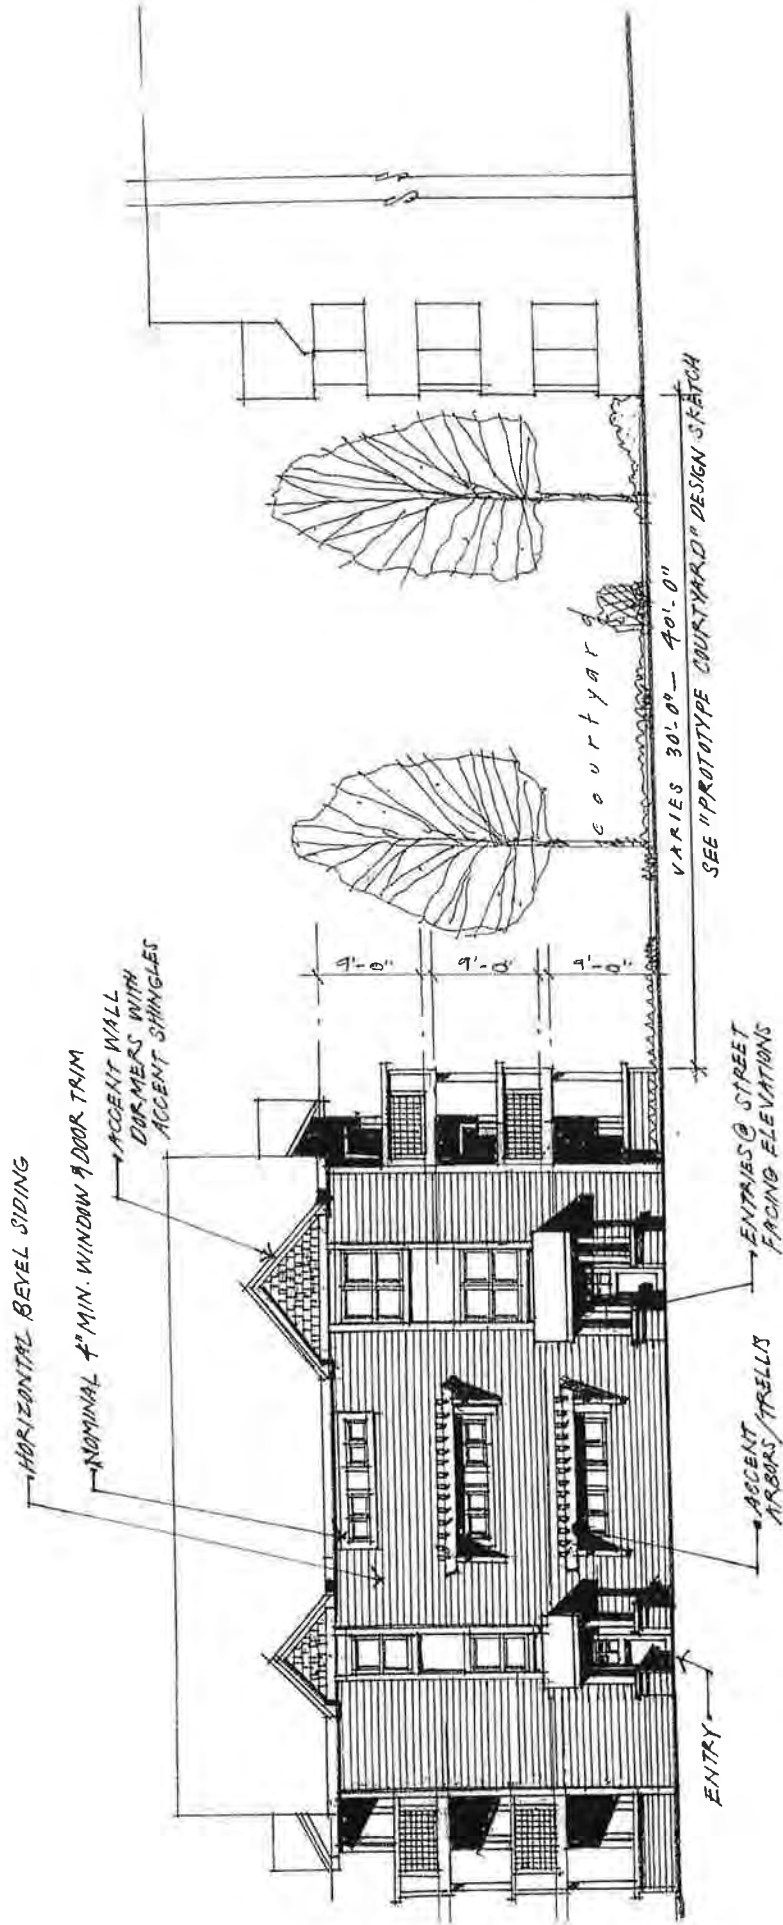 HORIZONTAL BEVEL SIDING
NOMINAL 4" MIN. WINDOW & DOOR TRIM
ACCENT WALL
DORMERS WITH
ACCENT SHINGLES
9'-0"
9'-0"
9'-0"
courtyard
VARIES 30'-0" — 40'-0"
SEE "PROTOTYPE COURTYARD" DESIGN SKETCH
ENTRY
ACCENT
ARBORS/TRELLIS
ENTRIES @ STREET
FACING ELEVATIONS